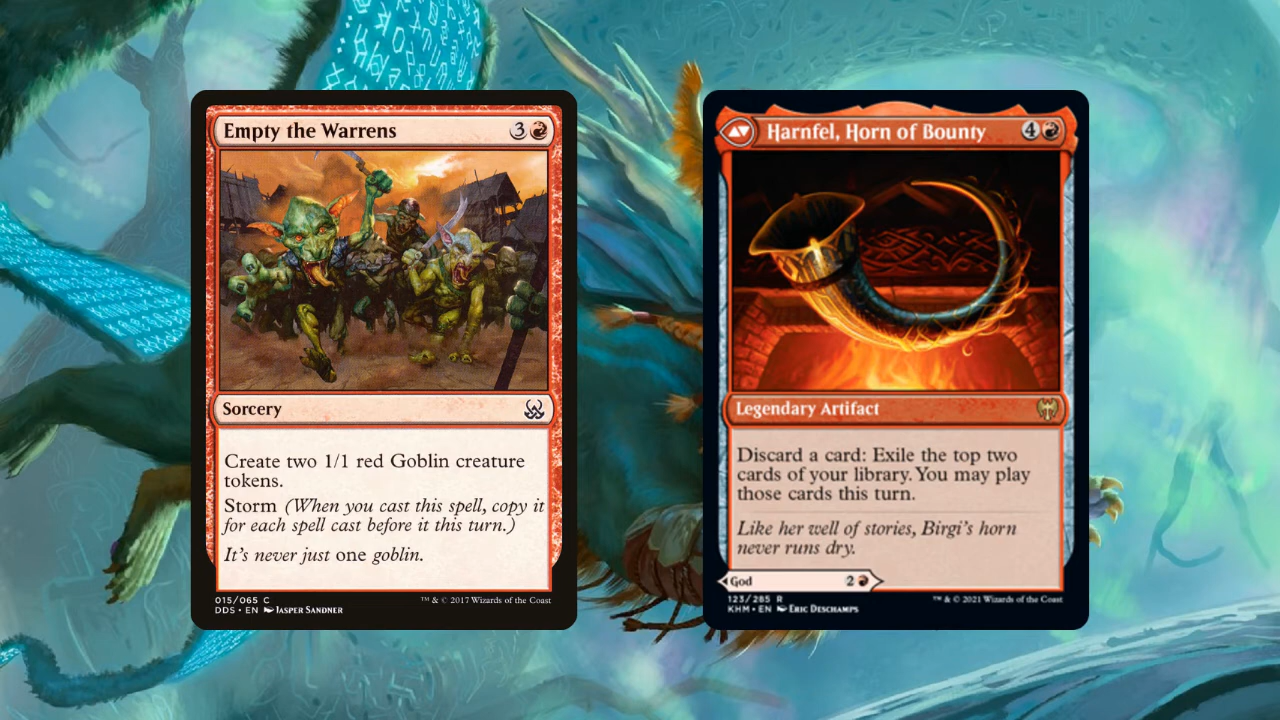 Empty the Warrens 3
Sorcery
Create two 1/1 red Goblin creature
tokens.
Storm (When you cast this spell, copy it
for each spell cast before it this turn.)
It's never just one goblin.
015/065 C
DDS • EN Jasper Sandner
™ & © 2017 Wizards of the Coast
Harnfel, Horn of Bounty 4
Legendary Artifact
Discard a card: Exile the top two
cards of your library. You may play
those cards this turn.
Like her well of stories, Birgi's horn
never runs dry.
God 2
123/285 R
KHM • EN Eric Deschamps
™ & © 2021 Wizards of the Coast